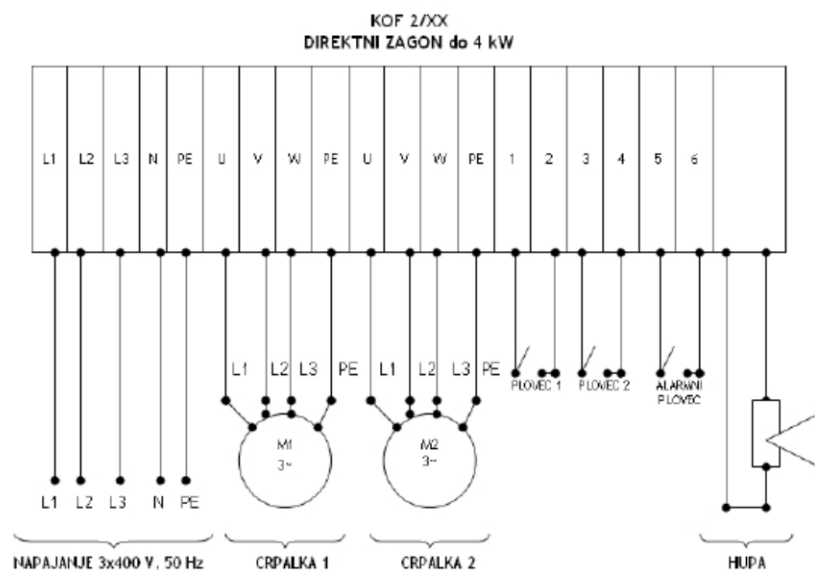 KOF 2/XX
DIREKTNI ZAGON do 4 kW
L1 L2 L3 N PE U V W PE U V W PE 1 2 3 4 5 6
L1 L2 L3 PE L1 L2 L3 PE
PLOVEC 1 PLOVEC 2 ALARMNI
PLOVEC
M1
3~
M2
3~
L1 L2 L3 N PE
NAPAJANJE 3x400 V, 50 Hz CRPALKA 1 CRPALKA 2 HUPA